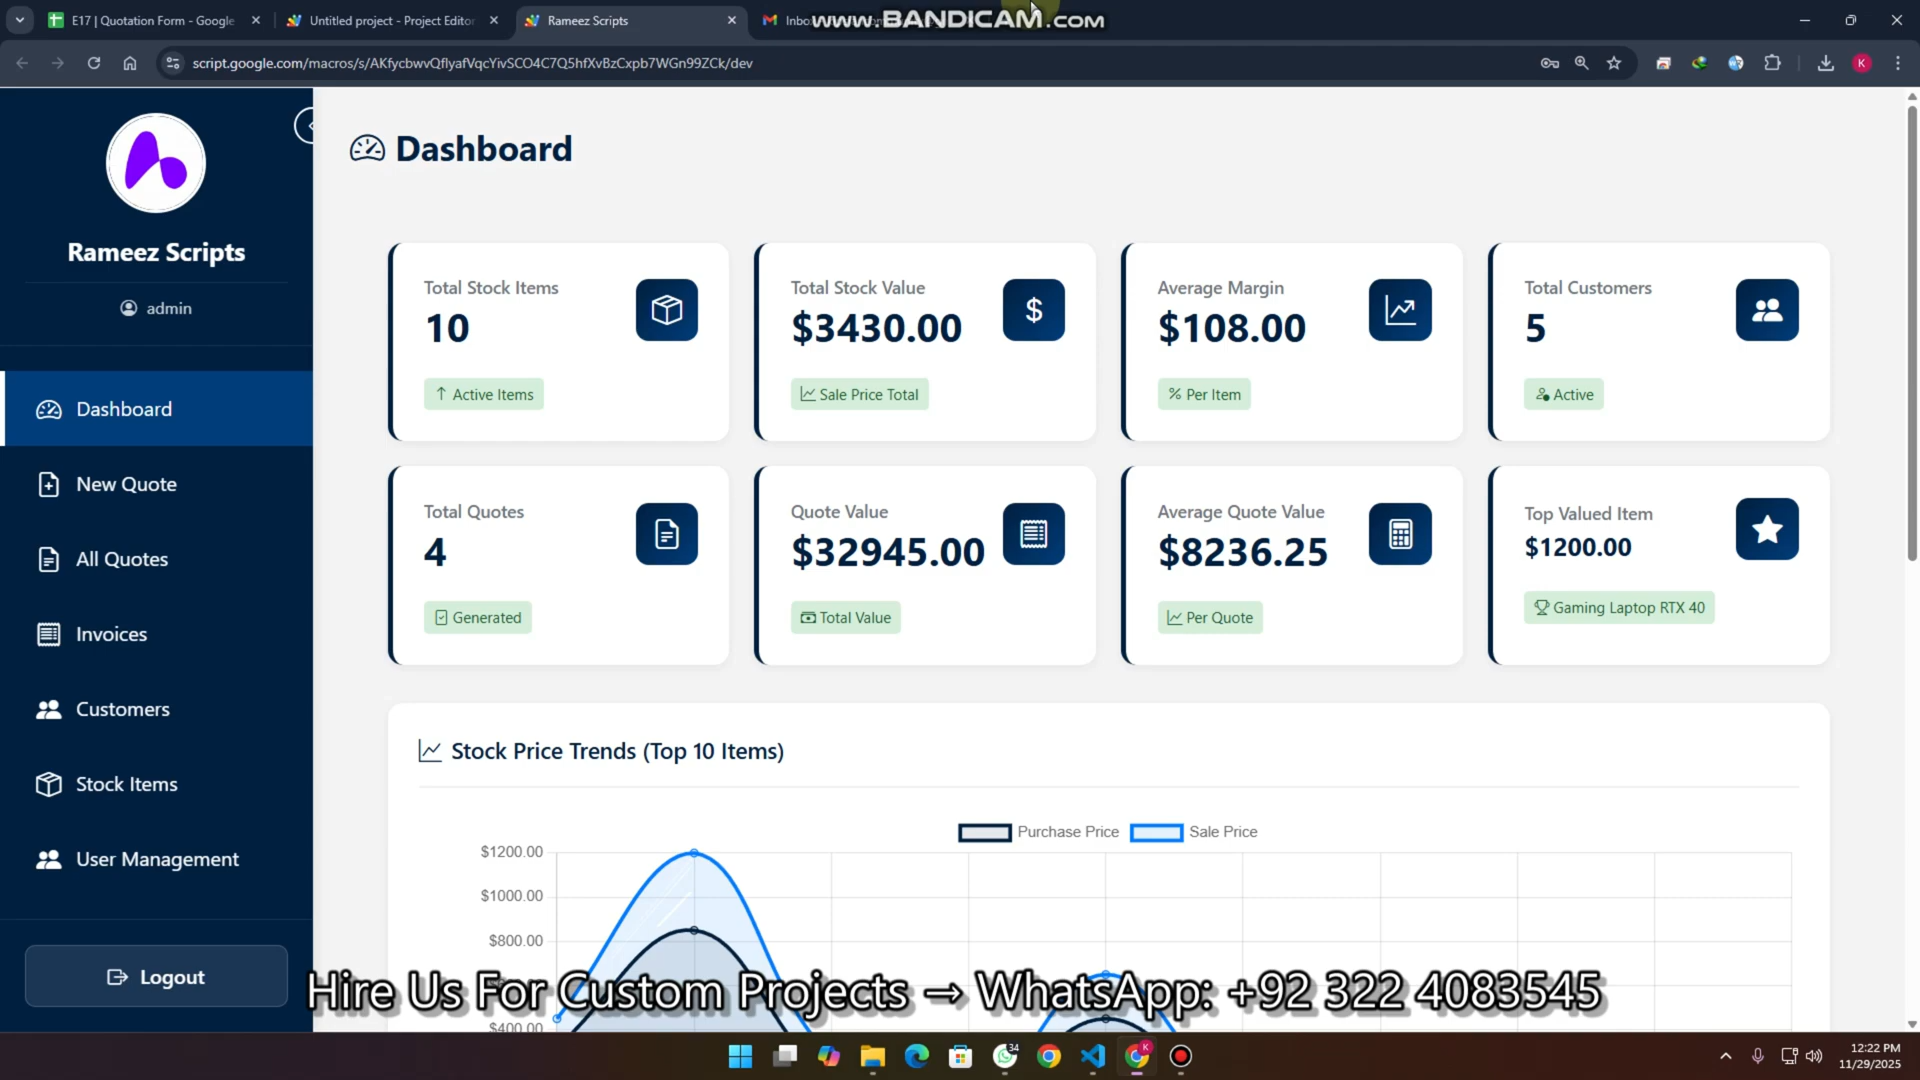 E17 | Quotation Form - Google
Untitled project - Project Editor
Rameez Scripts
www.BANDICAM.com
script.google.com/macros/s/AKfycbwvQflyafVqcYivSCO4C7Q5hfXvBzCxpb7WGn99ZCk/dev
K
Rameez Scripts
admin
Dashboard
New Quote
All Quotes
Invoices
Customers
Stock Items
User Management
Logout
Dashboard
Total Stock Items
10
Active Items
Total Stock Value
$3430.00
$
Sale Price Total
Average Margin
$108.00
% Per Item
Total Customers
5
Active
Total Quotes
4
Generated
Quote Value
$32945.00
Total Value
Average Quote Value
$8236.25
Per Quote
Top Valued Item
$1200.00
Gaming Laptop RTX 40
Stock Price Trends (Top 10 Items)
Purchase Price
Sale Price
$1200.00
$1000.00
$800.00
$400.00
Hire Us For Custom Projects → WhatsApp: +92 322 4083545
34
K
12:22 PM
11/29/2025